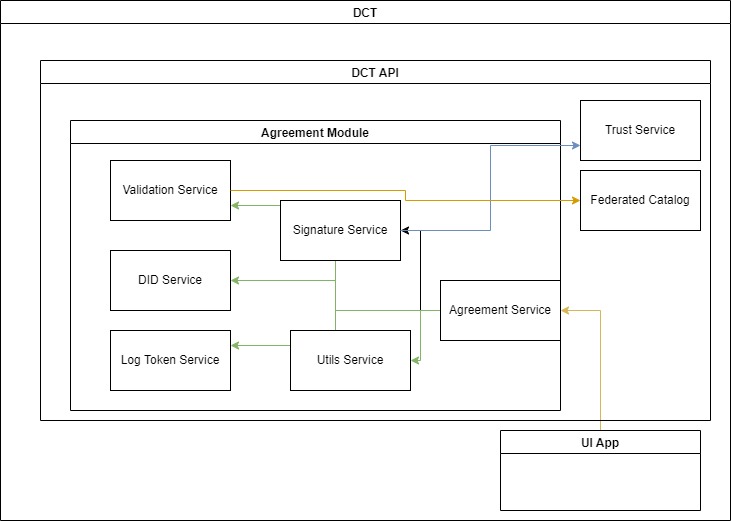 DCT
DCT API
Agreement Module
Trust Service
Validation Service
Federated Catalog
Signature Service
DID Service
Agreement Service
Log Token Service
Utils Service
UI App